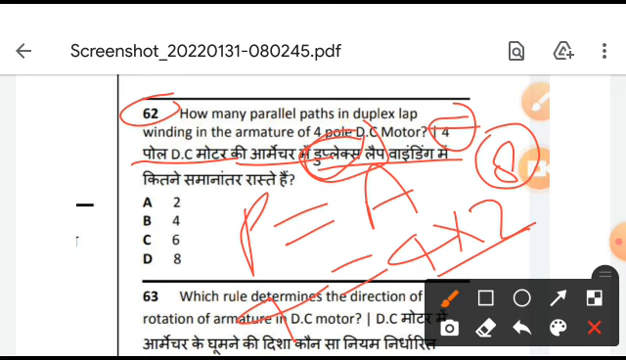 Screenshot_20220131-080245.pdf
62 How many parallel paths in duplex lap
winding in the armature of 4 pole D.C Motor? | 4
पोल D.C मोटर की आर्मेचर में डुप्लेक्स लैप वाइंडिंग में
कितने समानांतर रास्ते हैं?
A 2
B 4
C 6
D 8
8
P = A
= 4×2
63 Which rule determines the direction of
rotation of armature in D.C motor? | D.C मोटर में
आर्मेचर के घूमने की दिशा कौन सा नियम निर्धारित